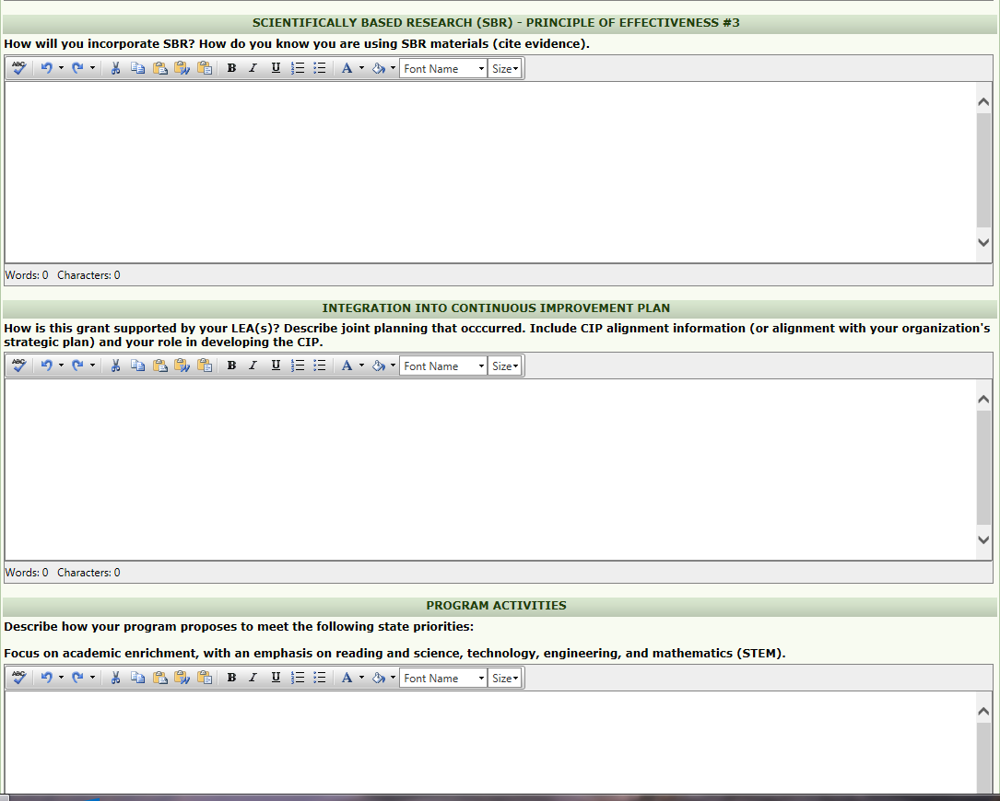 SCIENTIFICALLY BASED RESEARCH (SBR) - PRINCIPLE OF EFFECTIVENESS #3
How will you incorporate SBR? How do you know you are using SBR materials (cite evidence).
ABC B I U A Font Name Size
Words: 0 Characters: 0
INTEGRATION INTO CONTINUOUS IMPROVEMENT PLAN
How is this grant supported by your LEA(s)? Describe joint planning that occcurred. Include CIP alignment information (or alignment with your organization's
strategic plan) and your role in developing the CIP.
ABC B I U A Font Name Size
Words: 0 Characters: 0
PROGRAM ACTIVITIES
Describe how your program proposes to meet the following state priorities:
Focus on academic enrichment, with an emphasis on reading and science, technology, engineering, and mathematics (STEM).
ABC B I U A Font Name Size